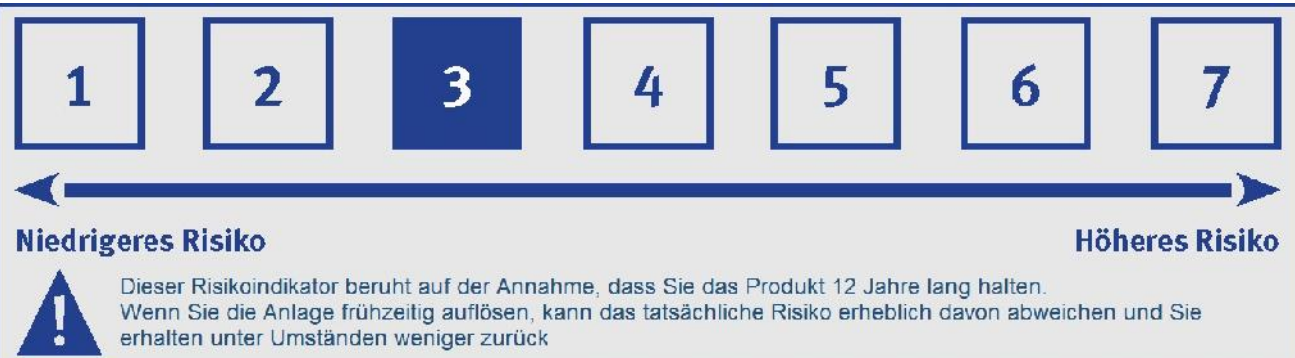 1 2 3 4 5 6 7
Niedrigeres Risiko Höheres Risiko
!
Dieser Risikoindikator beruht auf der Annahme, dass Sie das Produkt 12 Jahre lang halten.
Wenn Sie die Anlage frühzeitig auflösen, kann das tatsächliche Risiko erheblich davon abweichen und Sie
erhalten unter Umständen weniger zurück